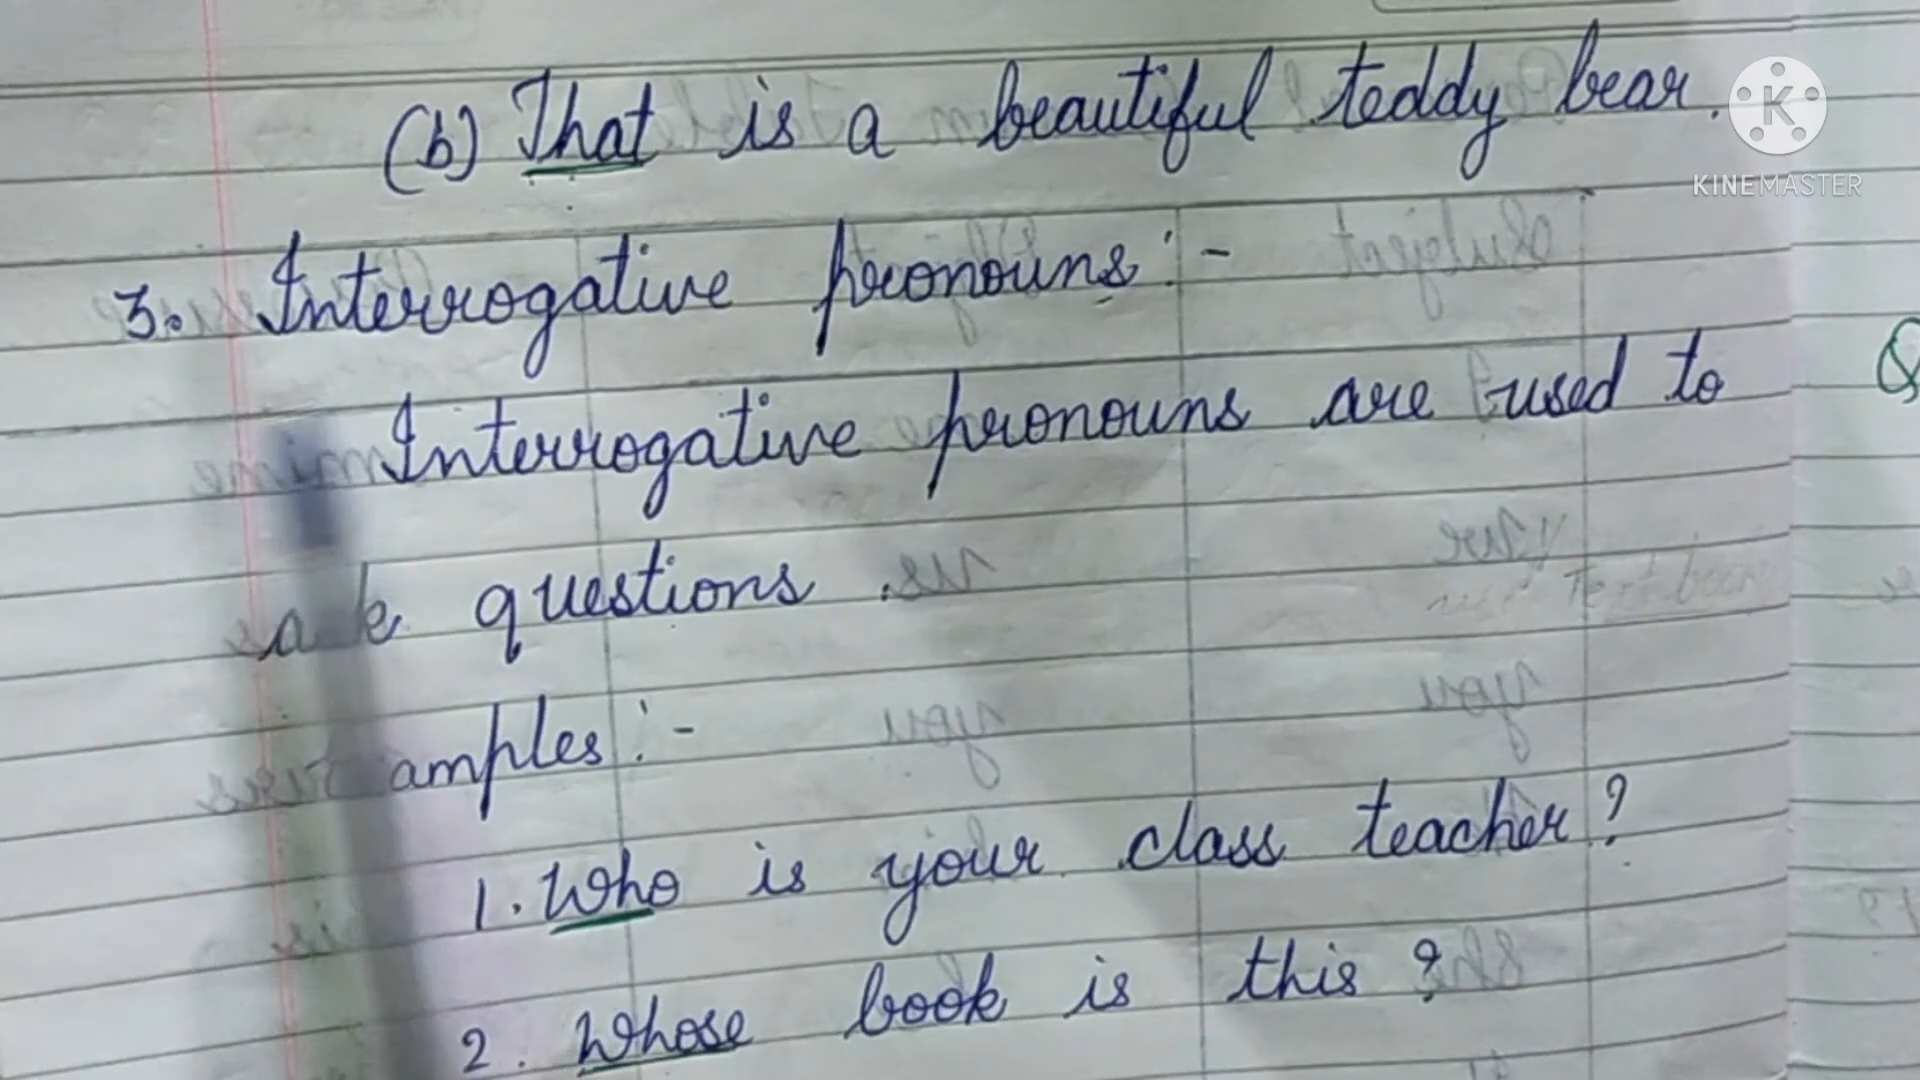 (b) That is a beautiful teddy bear.
K
KINEMASTER
3. Interrogative pronouns:-
Interrogative pronouns are used to
ask questions.
amples:-
1. Who is your class teacher?
2. Whose book is this?